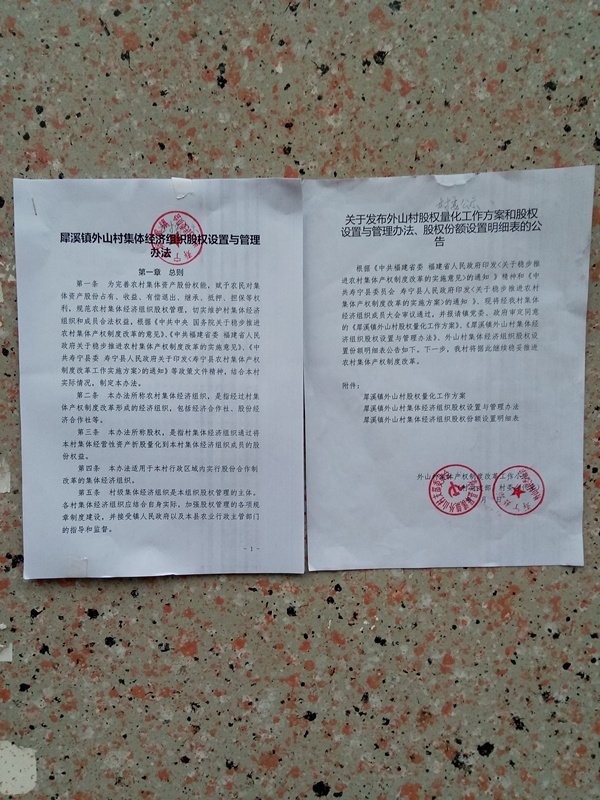 犀溪镇外山村集体经济组织股权设置与管理
办法
第一章 总则
第一条 为完善农村集体资产股份权能，赋予农民对集
体资产股份占有、收益、有偿退出、继承、抵押、担保等权
利，规范农村集体经济组织股权管理，切实维护村集体经济
组织和成员合法权益，根据《中共中央 国务院关于稳步推进
农村集体产权制度改革的意见》、《中共福建省委 福建省人民
政府关于稳步推进农村集体产权制度改革的实施意见》、《中
共寿宁县委 寿宁县人民政府关于印发〈寿宁县农村集体产权
制度改革工作实施方案〉的通知》等政策文件精神，结合本村
实际情况，制定本办法。
第二条 本办法所称农村集体经济组织，是指经过村集
体产权制度改革形成的经济组织，包括经济合作社、股份经
济合作社等。
第三条 本办法所称股权，是指村集体经济组织通过将
本村集体经营性资产折股量化到本村集体经济组织成员的股
份权益。
第四条 本办法适用于本村行政区域内实行股份合作制
改革的集体经济组织。
第五条 村级集体经济组织是本组织股权管理的主体。
各村集体经济组织应结合自身实际，加强股权管理的各项规
章制度建设，并接受镇人民政府以及本县农业行政主管部门
的指导和监督。
- 1 -
关于发布外山村股权量化工作方案和股权
设置与管理办法、股权份额设置明细表的公
告
根据《中共福建省委 福建省人民政府印发〈关于稳步推
进农村集体产权制度改革的实施意见〉的通知 》精神和《中
共寿宁县委员会 寿宁县人民政府印发〈关于稳步推进农村集
体产权制度改革的实施方案〉的通知 》，现将经我村集体经济
组织成员大会审议通过，并报请镇党委、政府审定同意
的《犀溪镇外山村股权量化工作方案》、《犀溪镇外山村集体经
济组织股权设置与管理办法》、外山村集体经济组织股权设
置份额明细表公告如下。下一步，我村将据此继续稳妥推进
农村集体产权制度改革。
附件：
犀溪镇外山村股权量化工作方案
犀溪镇外山村集体经济组织股权设置与管理办法
犀溪镇外山村集体经济组织股权份额设置明细表
外山村集体产权制度改革工作小